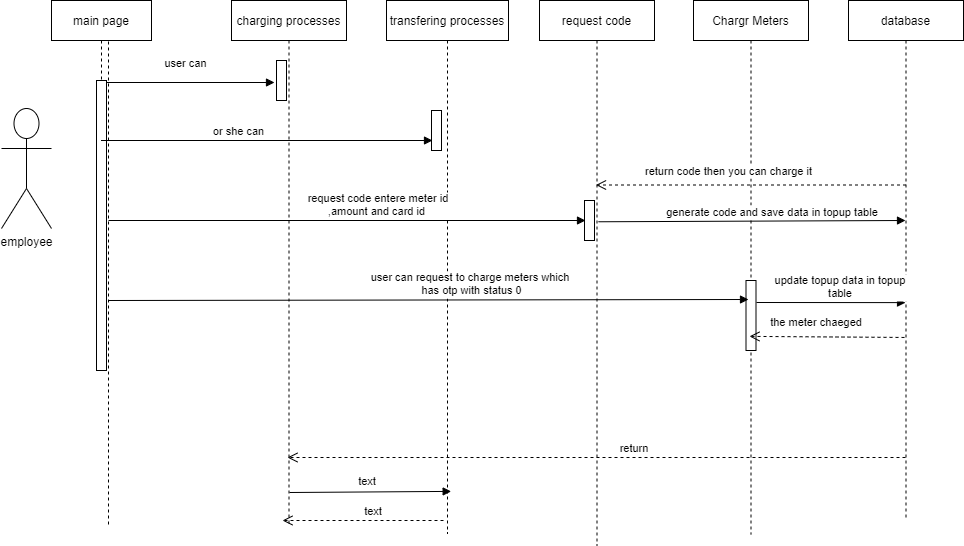 main page
charging processes
transfering processes
request code
Chargr Meters
database
user can
or she can
return code then you can charge it
request code entere meter id
,amount and card id
generate code and save data in topup table
employee
user can request to charge meters which
has otp with status 0
update topup data in topup
table
the meter chaeged
return
text
text